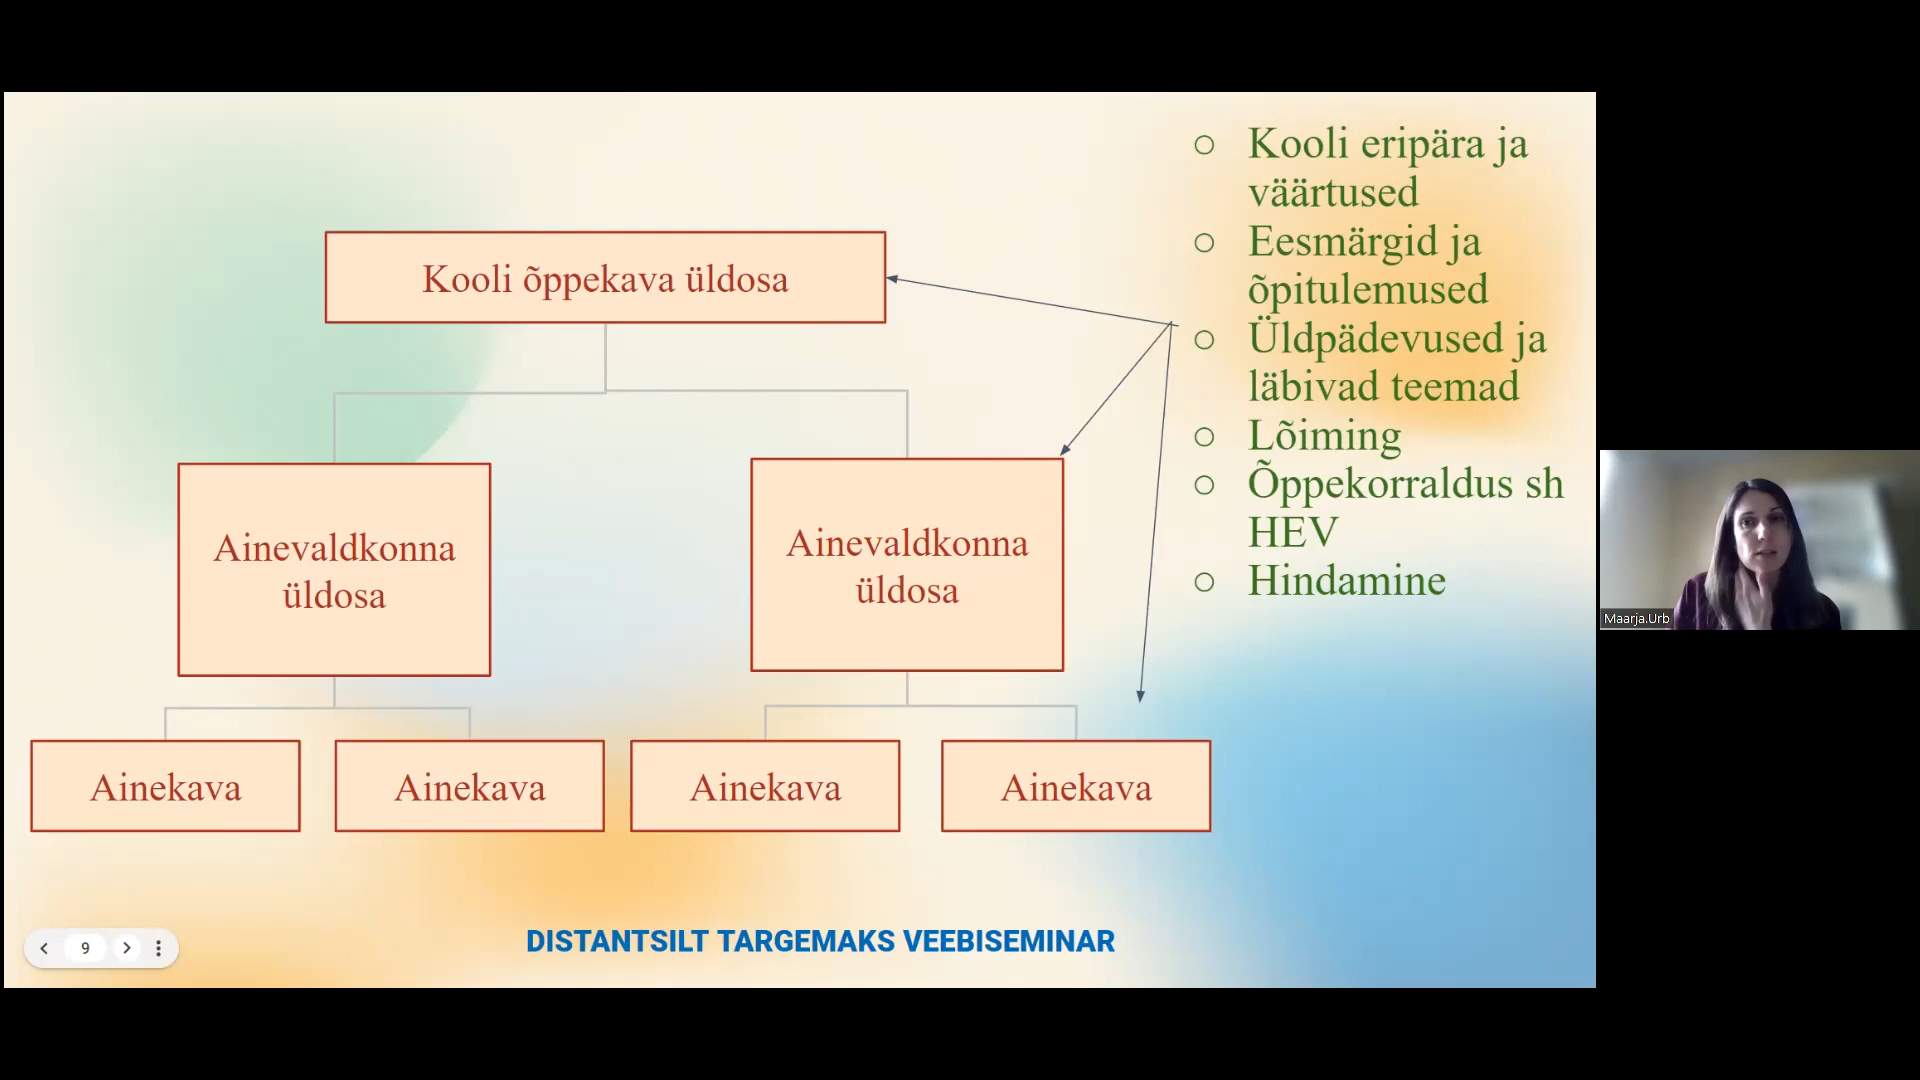 Kooli eripära ja
väärtused
Eesmärgid ja
õpitulemused
Üldpädevused ja
läbivad teemad
Lõiming
Õppekorraldus sh
HEV
Hindamine
Kooli õppekava üldosa
Ainevaldkonna
üldosa
Ainevaldkonna
üldosa
Ainekava
Ainekava
Ainekava
Ainekava
DISTANTSILT TARGEMAKS VEEBISEMINAR
9
Maarja.Urb